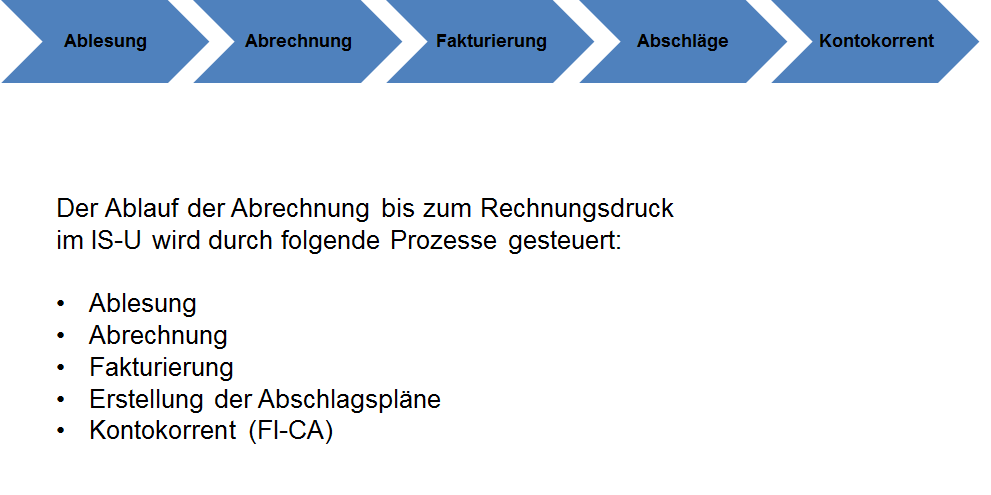 Ablesung
Abrechnung
Fakturierung
Abschläge
Kontokorrent
Der Ablauf der Abrechnung bis zum Rechnungsdruck
im IS-U wird durch folgende Prozesse gesteuert:
• Ablesung
• Abrechnung
• Fakturierung
• Erstellung der Abschlagspläne
• Kontokorrent (FI-CA)